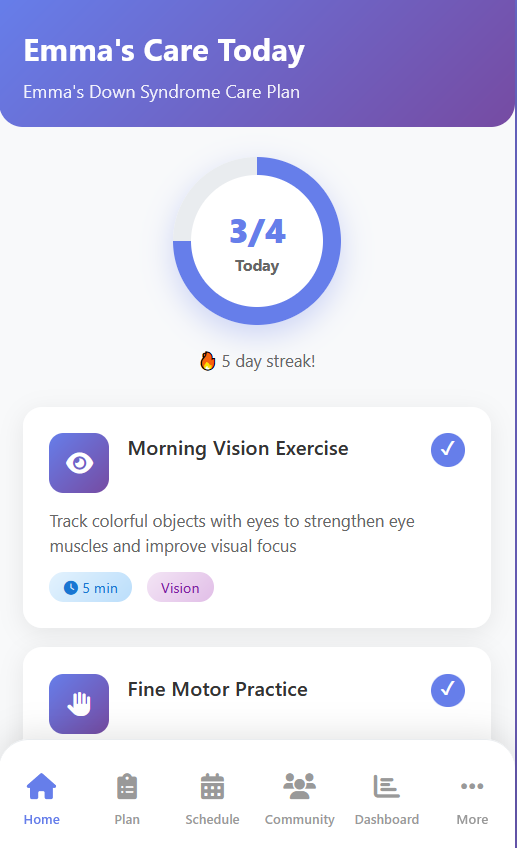 Emma's Care Today
Emma's Down Syndrome Care Plan
3/4
Today
🔥 5 day streak!
Morning Vision Exercise
Track colorful objects with eyes to strengthen eye
muscles and improve visual focus
5 min
Vision
Fine Motor Practice
Home
Plan
Schedule
Community
Dashboard
More